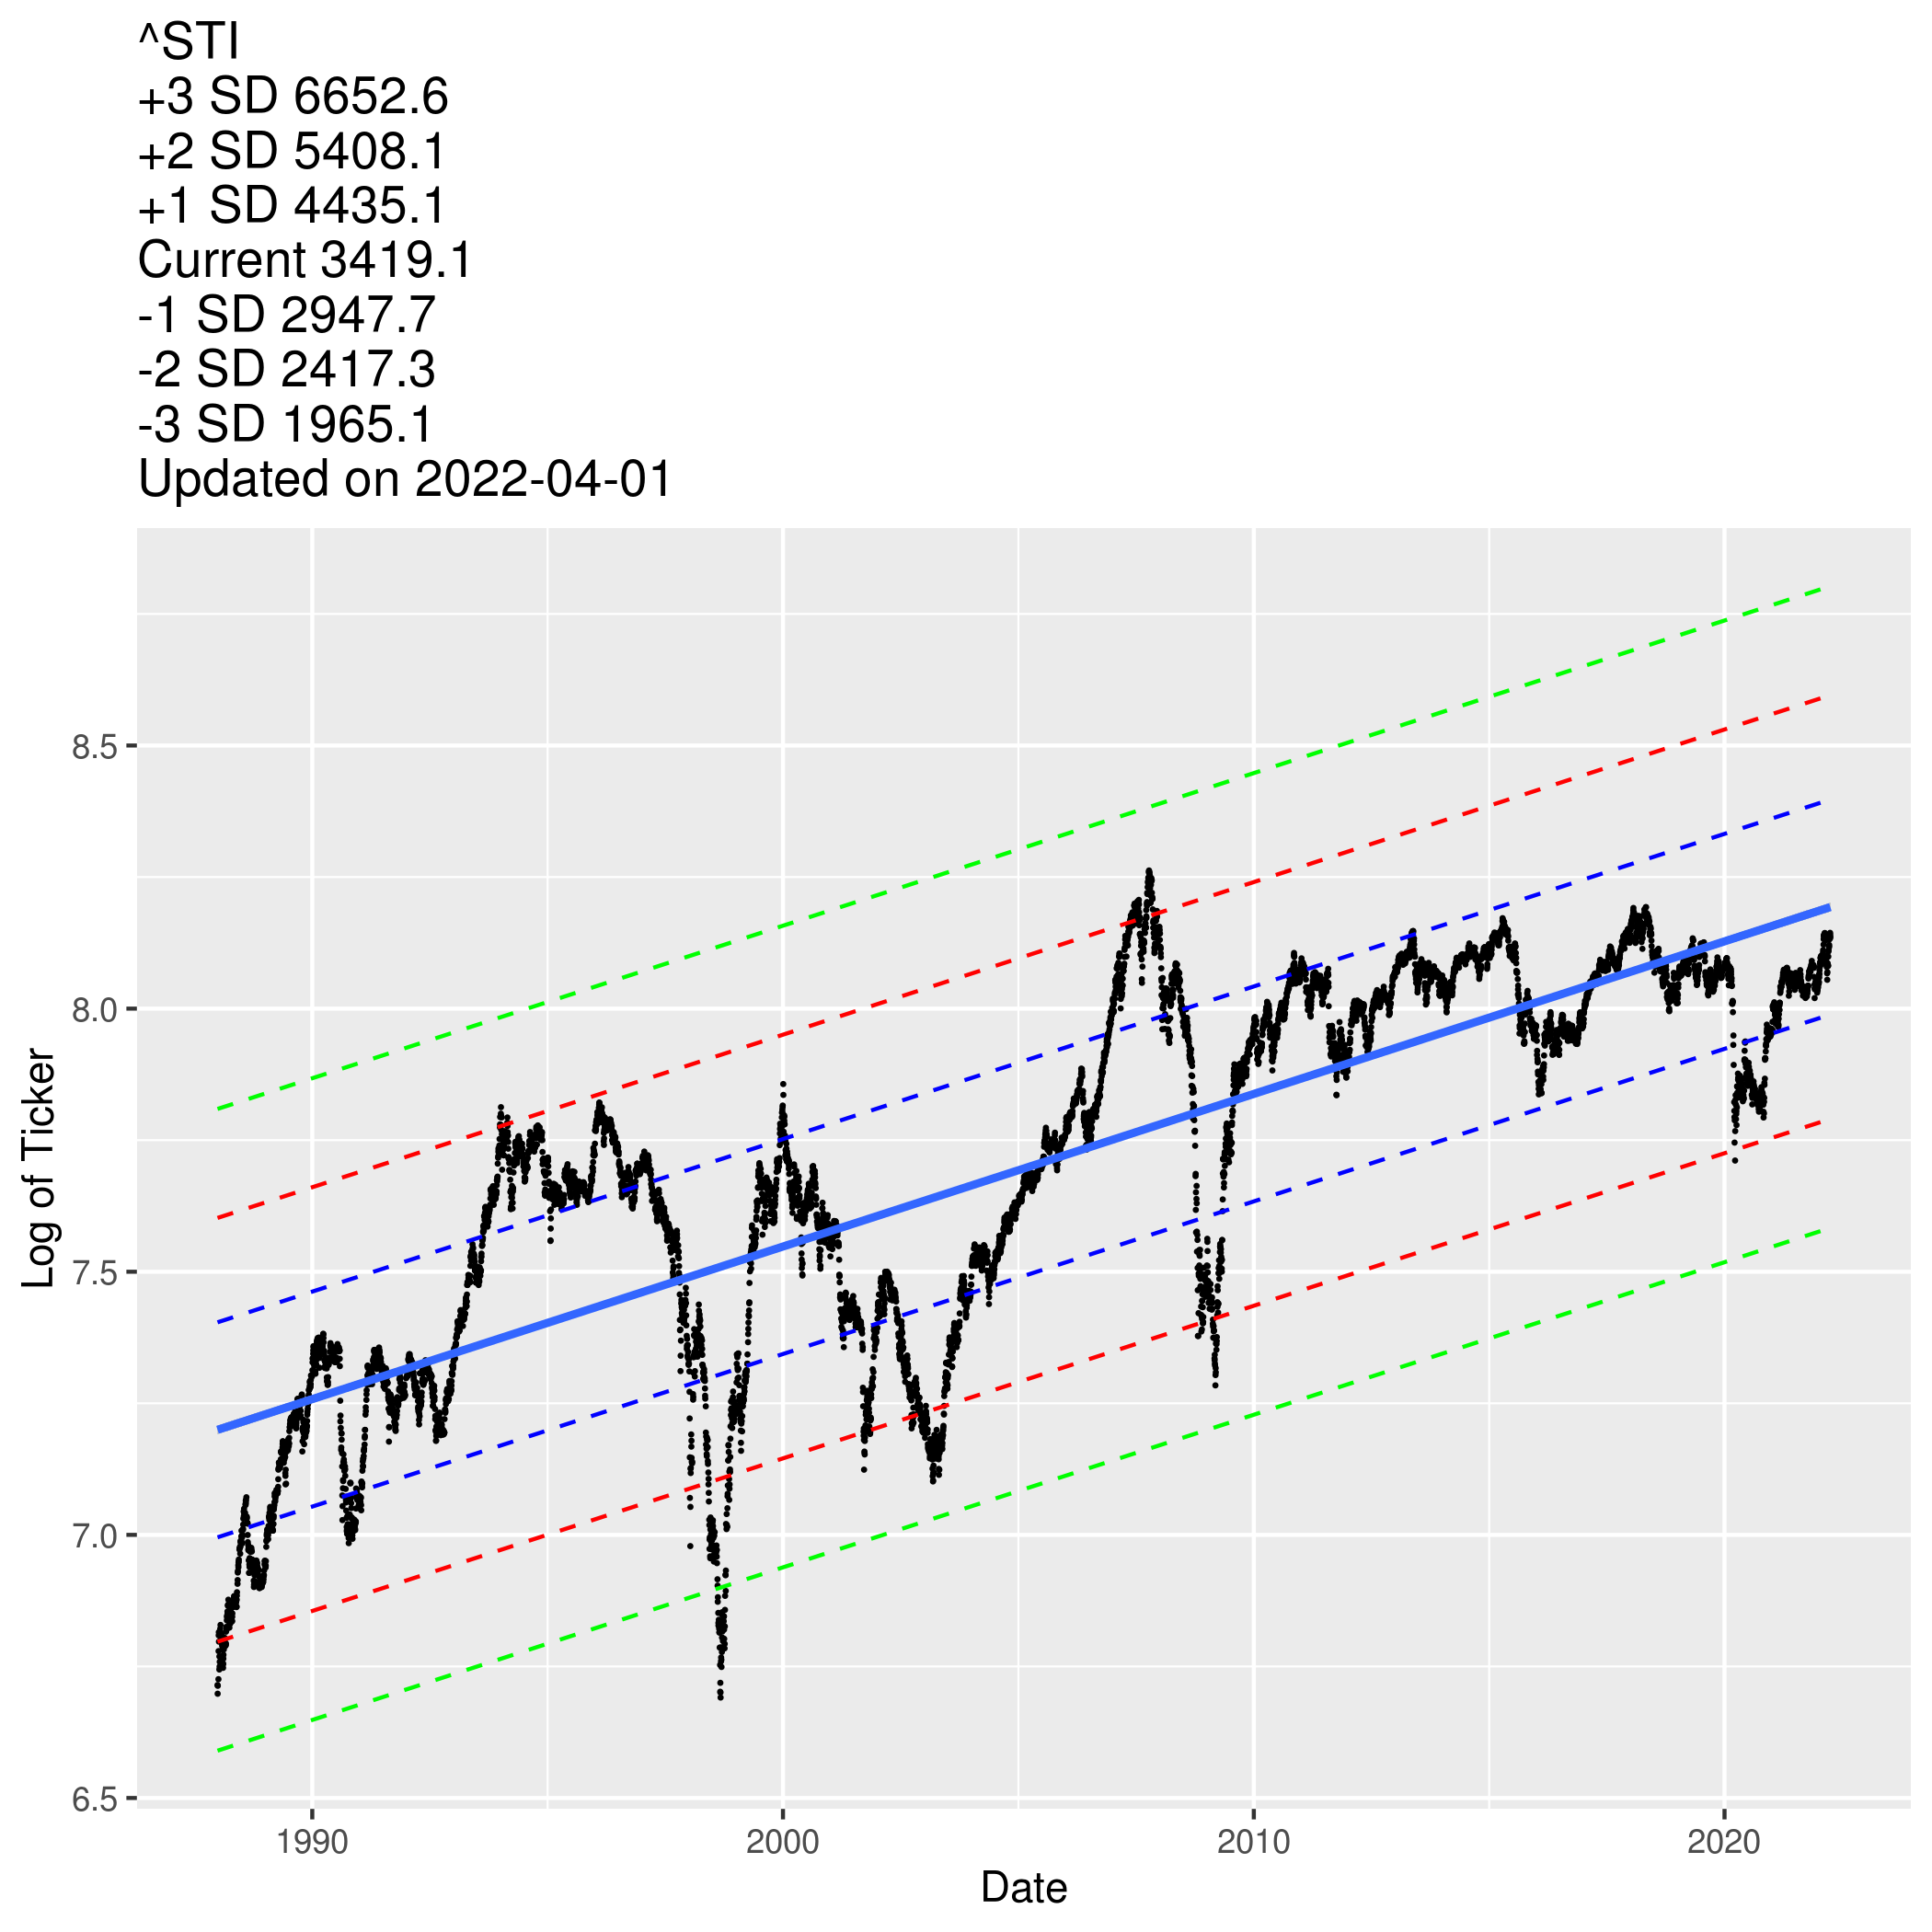 ^STI
+3 SD 6652.6
+2 SD 5408.1
+1 SD 4435.1
Current 3419.1
-1 SD 2947.7
-2 SD 2417.3
-3 SD 1965.1
Updated on 2022-04-01
Log of Ticker
8.5
8.0
7.5
7.0
6.5
1990 2000 2010 2020
Date